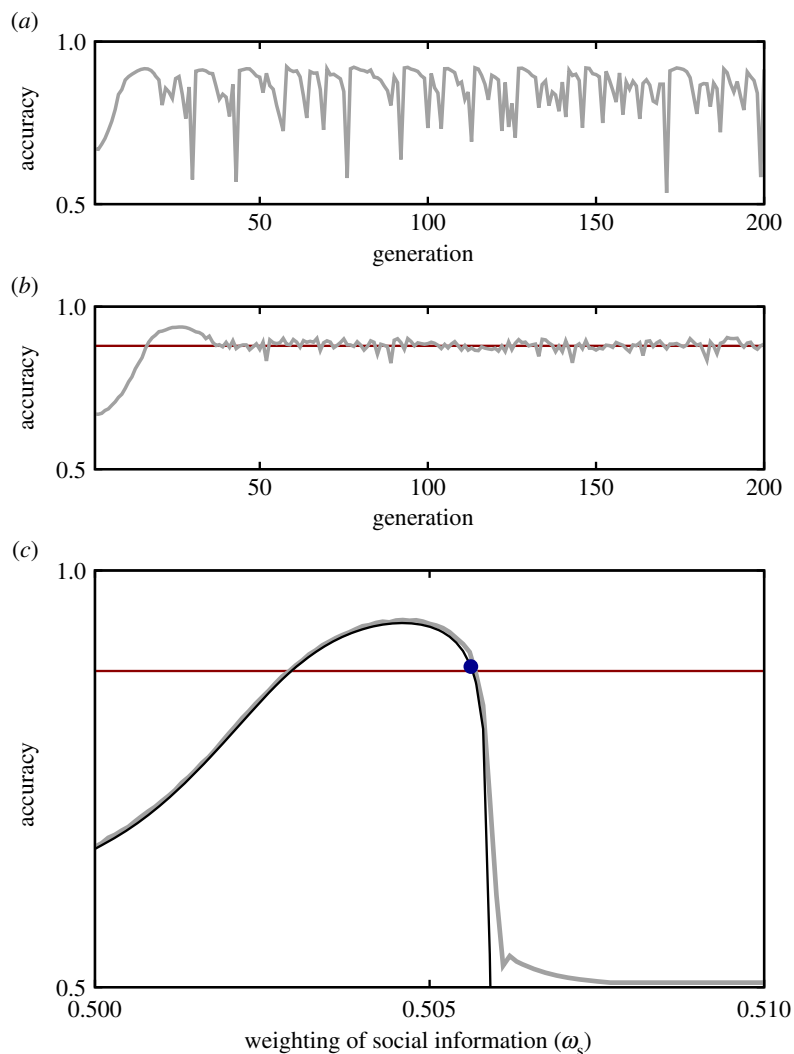 (a)
1.0
accuracy
0.5
50 100 150 200
generation
(b)
1.0
accuracy
0.5
50 100 150 200
generation
(c)
1.0
accuracy
0.5
0.500 0.505 0.510
weighting of social information (ωs)